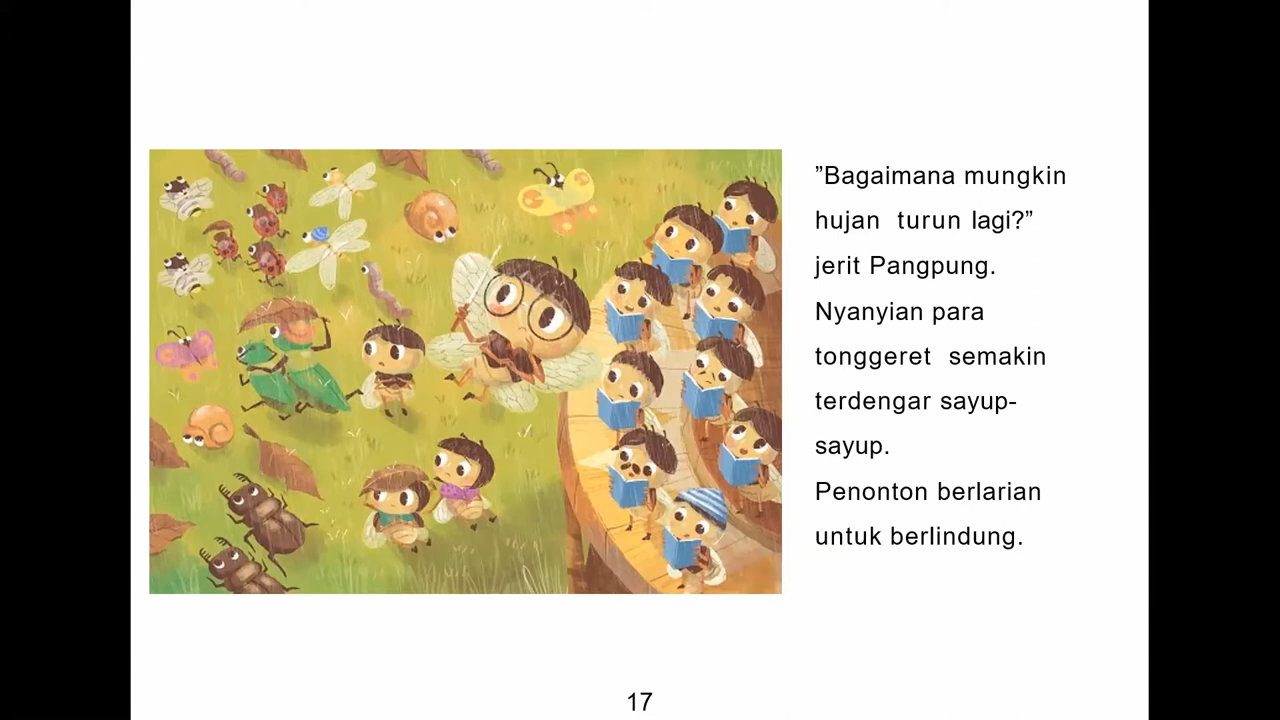 ”Bagaimana mungkin
hujan turun lagi?”
jerit Pangpung.
Nyanyian para
tonggeret semakin
terdengar sayup-
sayup.
Penonton berlarian
untuk berlindung.
17